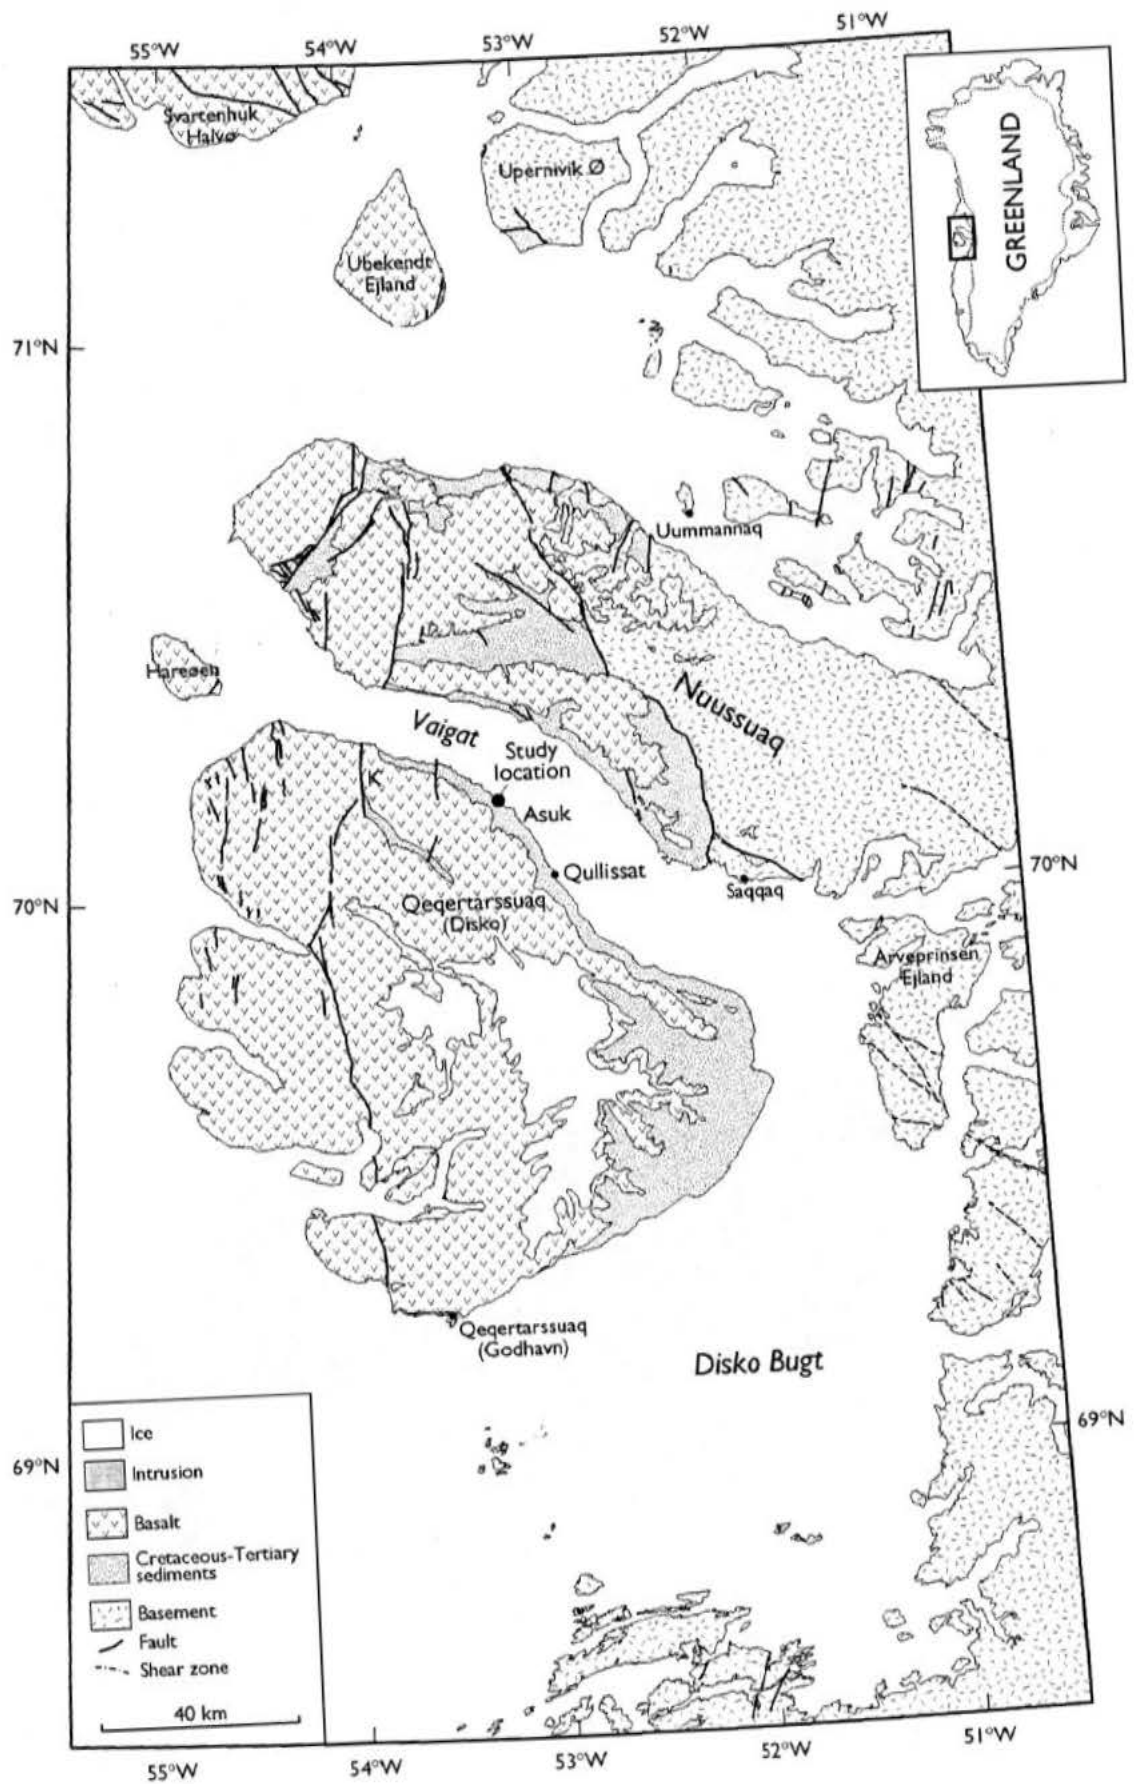 55°W
54°W
53°W
52°W
51°W
Svartenhuk
Halvø
Upernivik Ø
GREENLAND
Ubekendt
Ejland
71°N
Uummannaq
Hareøen
Nuussuaq
Vaigat
Study
location
K
Asuk
Qullissat
Saqqaq
70°N
70°N
Qeqertarssuaq
(Disko)
Arveprinsen
Ejland
Qeqertarssuaq
(Godhavn)
Disko Bugt
69°N
69°N
Ice
Intrusion
Basalt
Cretaceous-Tertiary
sediments
Basement
Fault
Shear zone
40 km
55°W
54°W
53°W
52°W
51°W